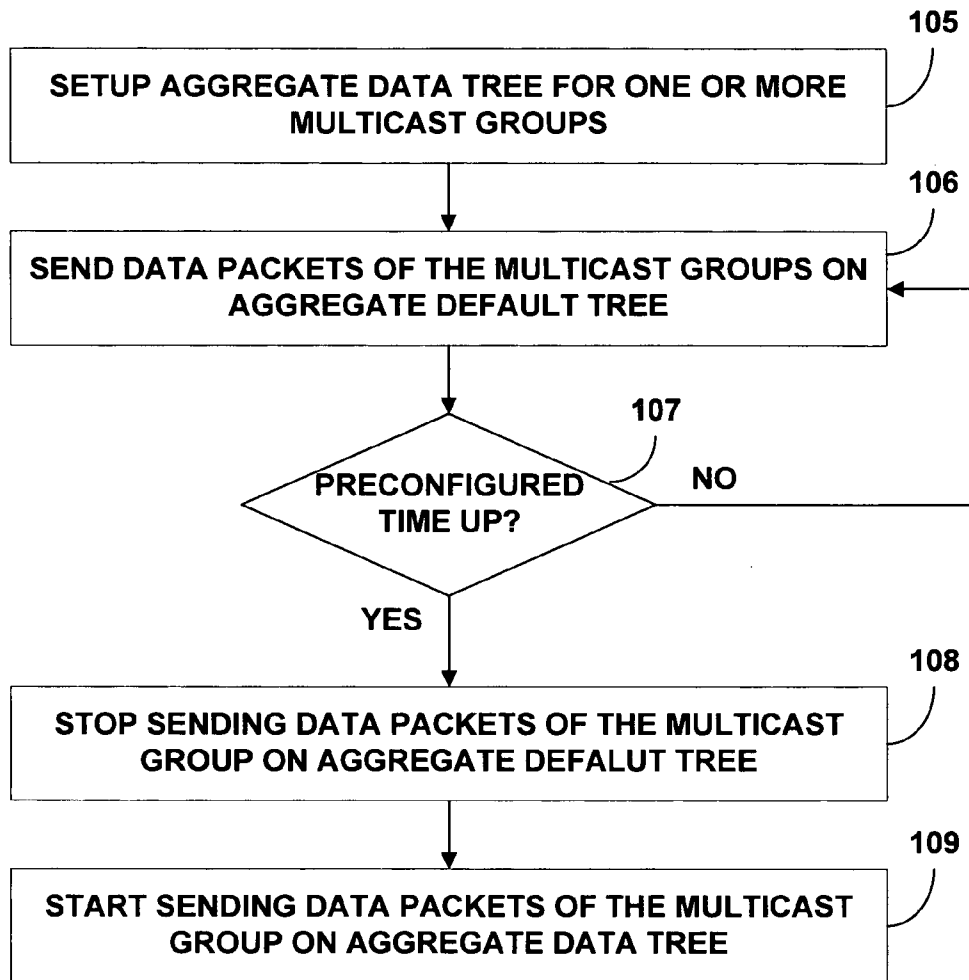 105
SETUP AGGREGATE DATA TREE FOR ONE OR MORE
MULTICAST GROUPS
106
SEND DATA PACKETS OF THE MULTICAST GROUPS ON
AGGREGATE DEFAULT TREE
107
PRECONFIGURED
TIME UP?
NO
YES
108
STOP SENDING DATA PACKETS OF THE MULTICAST
GROUP ON AGGREGATE DEFALUT TREE
109
START SENDING DATA PACKETS OF THE MULTICAST
GROUP ON AGGREGATE DATA TREE